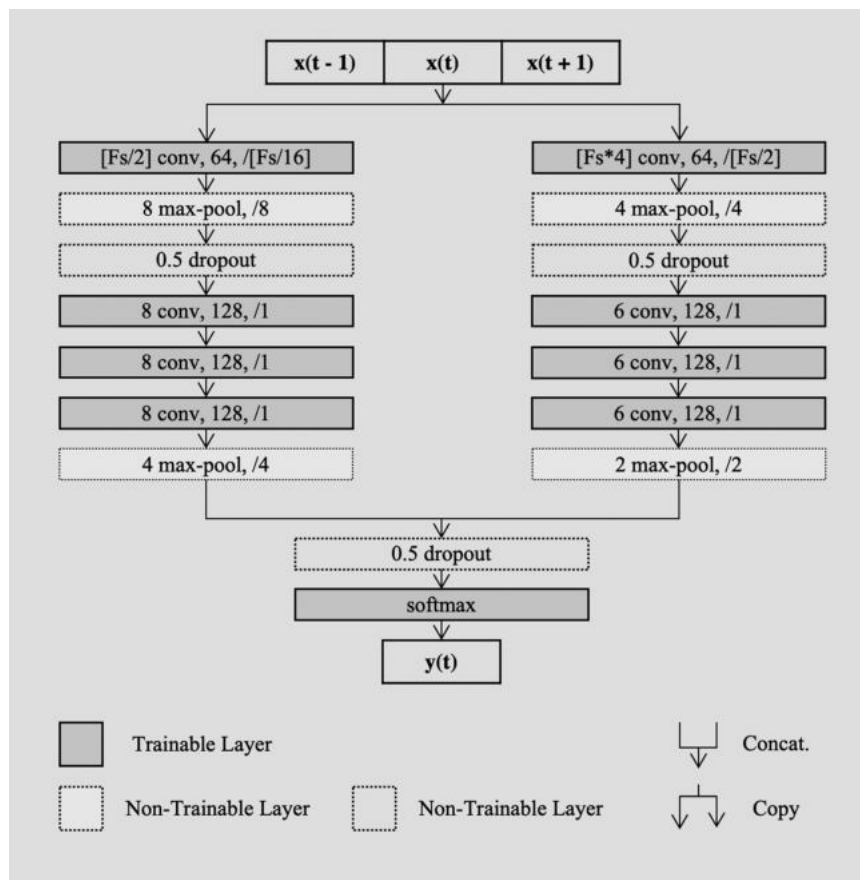 x(t - 1) x(t) x(t + 1)
[Fs/2] conv, 64, /[Fs/16]
8 max-pool, /8
0.5 dropout
8 conv, 128, /1
8 conv, 128, /1
8 conv, 128, /1
4 max-pool, /4
[Fs*4] conv, 64, /[Fs/2]
4 max-pool, /4
0.5 dropout
6 conv, 128, /1
6 conv, 128, /1
6 conv, 128, /1
2 max-pool, /2
0.5 dropout
softmax
y(t)
Trainable Layer
Concat.
Non-Trainable Layer
Non-Trainable Layer
Copy